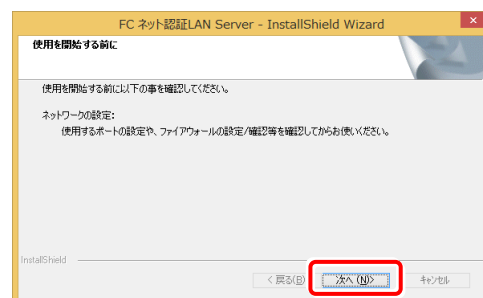 FC ネット認証LAN Server - InstallShield Wizard
使用を開始する前に
使用を開始する前に以下の事を確認してください。
ネットワークの設定:
使用するポートの設定や、ファイアウォールの設定/確認等を確認してからお使いください。
InstallShield
< 戻る(B) 次へ (N)> キャンセル